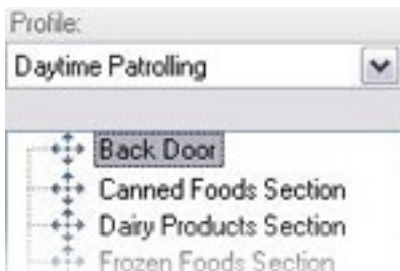 Profile:
Daytime Patrolling
Back Door
Canned Foods Section
Dairy Products Section
Frozen Foods Section